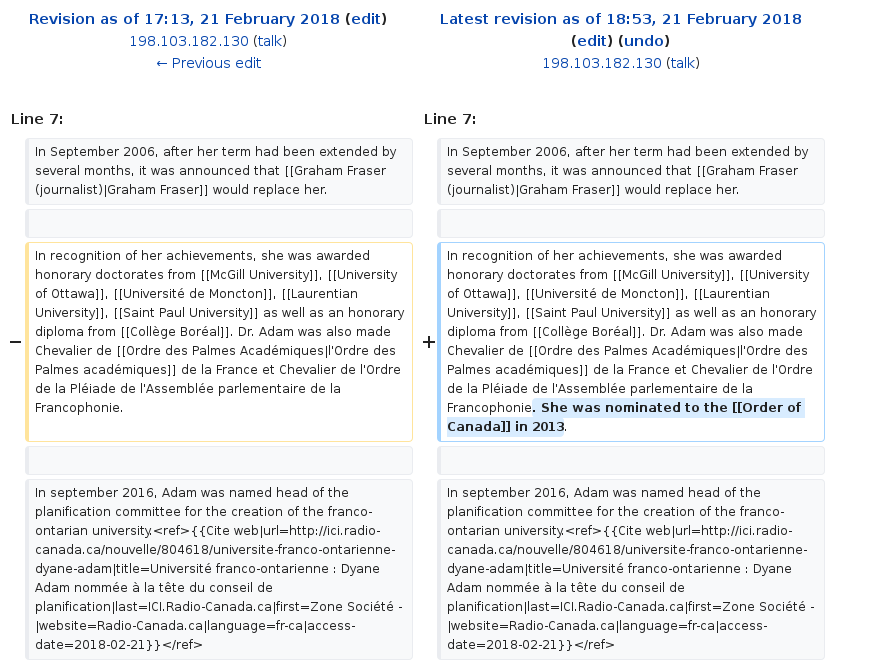 Revision as of 17:13, 21 February 2018 (edit)
198.103.182.130 (talk)
← Previous edit
Latest revision as of 18:53, 21 February 2018
(edit) (undo)
198.103.182.130 (talk)
Line 7:
Line 7:
In September 2006, after her term had been extended by
several months, it was announced that [[Graham Fraser
(journalist)|Graham Fraser]] would replace her.
In September 2006, after her term had been extended by
several months, it was announced that [[Graham Fraser
(journalist)|Graham Fraser]] would replace her.
−
In recognition of her achievements, she was awarded
honorary doctorates from [[McGill University]], [[University
of Ottawa]], [[Université de Moncton]], [[Laurentian
University]], [[Saint Paul University]] as well as an honorary
diploma from [[Collège Boréal]]. Dr. Adam was also made
Chevalier de [[Ordre des Palmes Académiques|l'Ordre des
Palmes académiques]] de la France et Chevalier de l'Ordre
de la Pléiade de l'Assemblée parlementaire de la
Francophonie.
+
In recognition of her achievements, she was awarded
honorary doctorates from [[McGill University]], [[University
of Ottawa]], [[Université de Moncton]], [[Laurentian
University]], [[Saint Paul University]] as well as an honorary
diploma from [[Collège Boréal]]. Dr. Adam was also made
Chevalier de [[Ordre des Palmes Académiques|l'Ordre des
Palmes académiques]] de la France et Chevalier de l'Ordre
de la Pléiade de l'Assemblée parlementaire de la
Francophonie. She was nominated to the [[Order of
Canada]] in 2013.
In september 2016, Adam was named head of the
planification committee for the creation of the franco-
ontarian university.<ref>{{Cite web|url=http://ici.radio-
canada.ca/nouvelle/804618/universite-franco-ontarienne-
dyane-adam|title=Université franco-ontarienne : Dyane
Adam nommée à la tête du conseil de
planification|last=ICI.Radio-Canada.ca|first=Zone Société -
|website=Radio-Canada.ca|language=fr-ca|access-
date=2018-02-21}}</ref>
In september 2016, Adam was named head of the
planification committee for the creation of the franco-
ontarian university.<ref>{{Cite web|url=http://ici.radio-
canada.ca/nouvelle/804618/universite-franco-ontarienne-
dyane-adam|title=Université franco-ontarienne : Dyane
Adam nommée à la tête du conseil de
planification|last=ICI.Radio-Canada.ca|first=Zone Société -
|website=Radio-Canada.ca|language=fr-ca|access-
date=2018-02-21}}</ref>